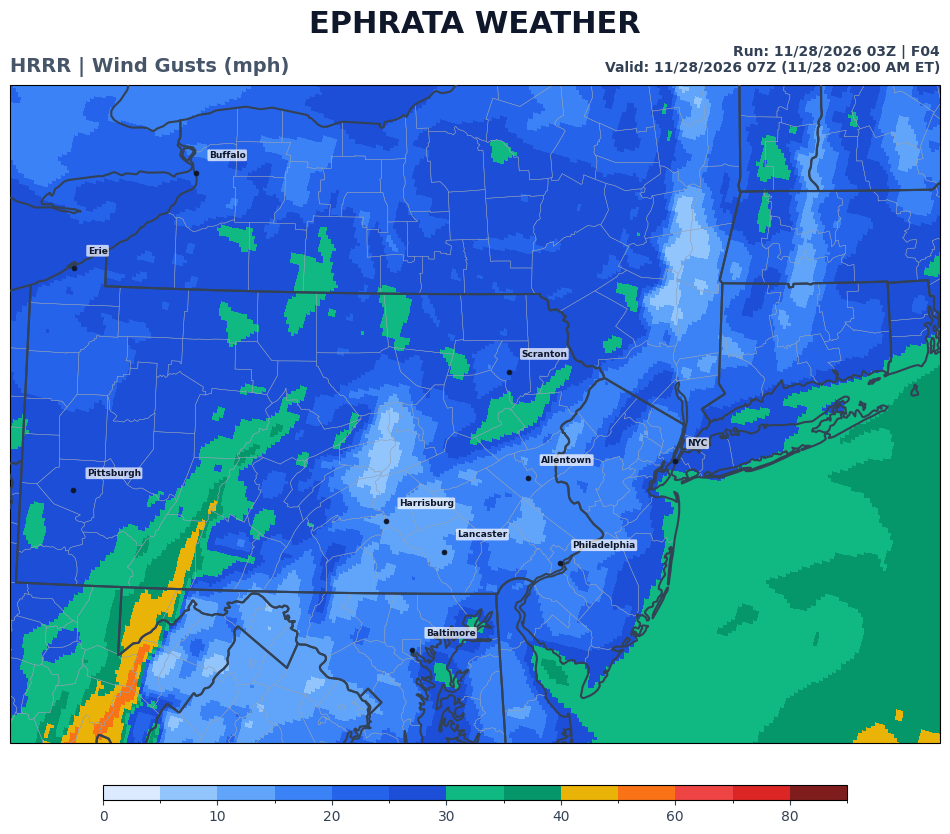 EPHRATA WEATHER
HRRR | Wind Gusts (mph)
Run: 11/28/2026 03Z | F04
Valid: 11/28/2026 07Z (11/28 02:00 AM ET)
Buffalo
Erie
Scranton
NYC
Allentown
Pittsburgh
Harrisburg
Lancaster
Philadelphia
Baltimore
0 10 20 30 40 50 60 70 80